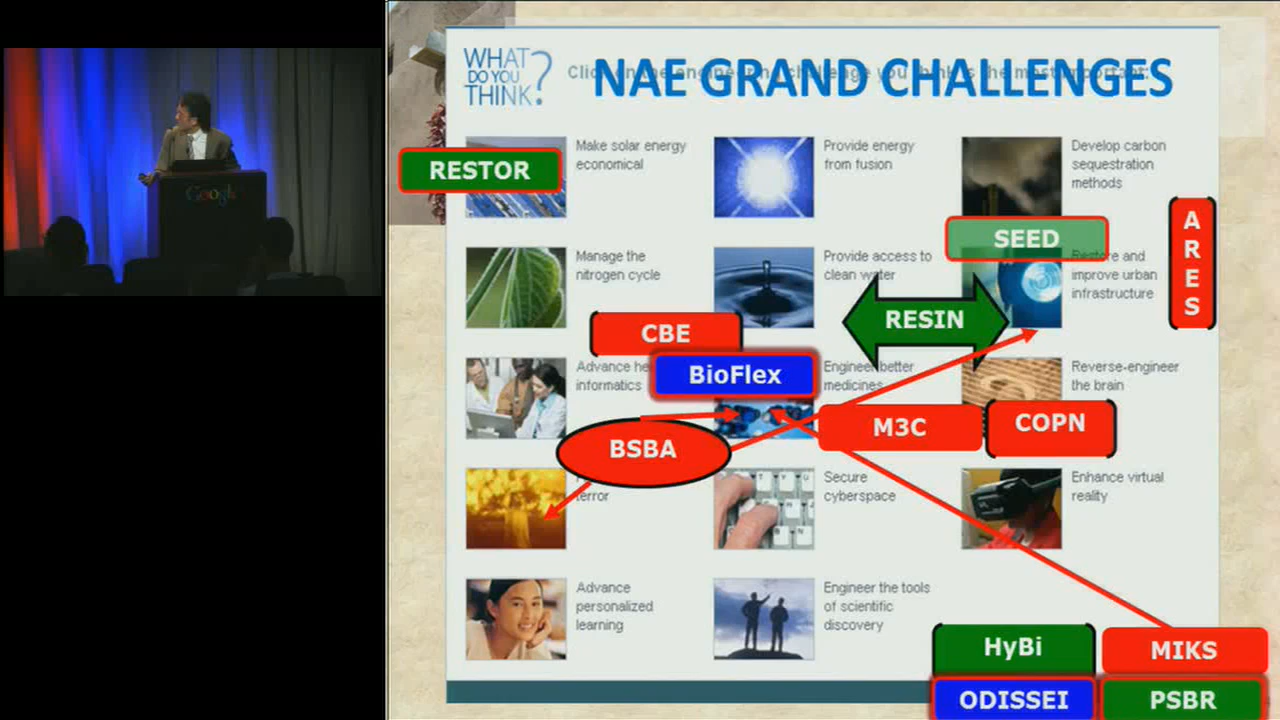 Google
WHAT
DO YOU
THINK?
NAE GRAND CHALLENGES
RESTOR
Make solar energy
economical
Provide energy
from fusion
Develop carbon
sequestration
methods
SEED
ARES
Manage the
nitrogen cycle
Provide access to
clean water
Restore and
improve urban
infrastructure
RESIN
CBE
BioFlex
Advance he
informatics
Engineer better
medicines
Reverse-engineer
the brain
BSBA
M3C
COPN
terror
Secure
cyberspace
Enhance virtual
reality
Advance
personalized
learning
Engineer the tools
of scientific
discovery
HyBi
MIKS
ODISSEI
PSBR